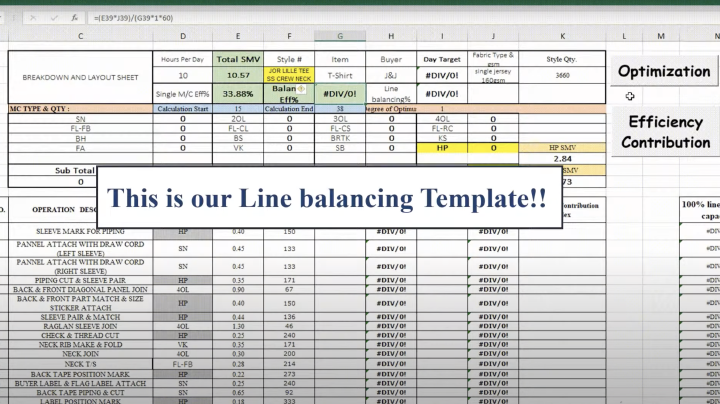 =(E39*J39)/(G39*1*60)
C D E F G H I J K L M N
Hours Per Day Total SMV Style # Item Buyer Day Target Fabric Type & gsm Style Qty.
BREAKDOWN AND LAYOUT SHEET 10 10.57 JOR LILLE TEE SS CREW NECK T-Shirt J&J #DIV/0! single jersey 160gsm 3660
Optimization
Single M/C Eff% 33.88% Balan Eff% #DIV/0! Line balancing% #DIV/0!
MC TYPE & QTY : Calculation Start 15 Calculation End 38 Degree of Optimu 1
SN 0 2OL 0 3OL 0 4OL 0
FL-FB 0 FL-CL 0 FL-CS 0 FL-RC 0
Efficiency Contribution
BH 0 BS 0 BRTK 0 KS 0
FA 0 VK 0 SB 0 HP 0 HP SMV
2.84
Sub Total SMV
0 73
This is our Line balancing Template!!
OPERATION DESC ontribution 100% line
ex capa
SLEEVE MARK FOR PIPING HP 0.40 150 #DIV/0! #DIV/0! #DIV
PANNEL ATTACH WITH DRAW CORD (LEFT SLEEVE) SN 0.45 133 #DIV/0! #DIV/0! #DIV
PANNEL ATTACH WITH DRAW CORD (RIGHT SLEEVE) SN 0.45 133 #DIV/0! #DIV/0! #DIV
PIPING CUT & SLEEVE PAIR HP 0.35 171 #DIV/0! #DIV/0! #DIV
BACK & FRONT DIAGONAL PANEL JOIN 4OL 0.90 67 #DIV/0! #DIV/0! #DIV
BACK & FRONT PART MATCH & SIZE STICKER ATTACH HP 0.40 150 #DIV/0! #DIV/0! #DIV
SLEEVE PAIR & MATCH HP 0.44 136 #DIV/0! #DIV/0! #DIV
RAGLAN SLEEVE JOIN 4OL 1.30 46 #DIV/0! #DIV/0! #DIV
CHECK & THREAD CUT HP 0.25 240 #DIV/0! #DIV/0! #DIV
NECK RIB MAKE & FOLD VK 0.35 171 #DIV/0! #DIV/0! #DIV
NECK JOIN 4OL 0.30 200 #DIV/0! #DIV/0! #DIV
NECK T/S FL-FB 0.28 214 #DIV/0! #DIV/0! #DIV
BACK TAPE POSITION MARK HP 0.22 273 #DIV/0! #DIV/0! #DIV
BUYER LABEL & FLAG LABEL ATTACH SN 0.25 240 #DIV/0! #DIV/0! #DIV
BACK TAPE PIPING & CUT SN 0.65 92 #DIV/0! #DIV/0! #DIV
LABEL POSITION MARK HP 0.18 333 #DIV/0! #DIV/0! #DIV